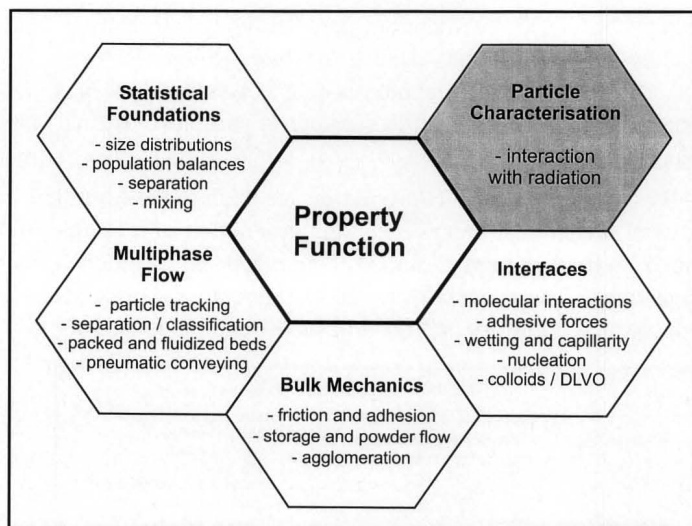 Statistical
Foundations
- size distributions
- population balances
- separation
- mixing
Particle
Characterisation
- interaction
with radiation
Property
Function
Multiphase
Flow
- particle tracking
- separation / classification
- packed and fluidized beds
- pneumatic conveying
Interfaces
- molecular interactions
adhesive forces
- wetting and capillarity
- nucleation
- colloids / DLVO
Bulk Mechanics
- friction and adhesion
- storage and powder flow
- agglomeration